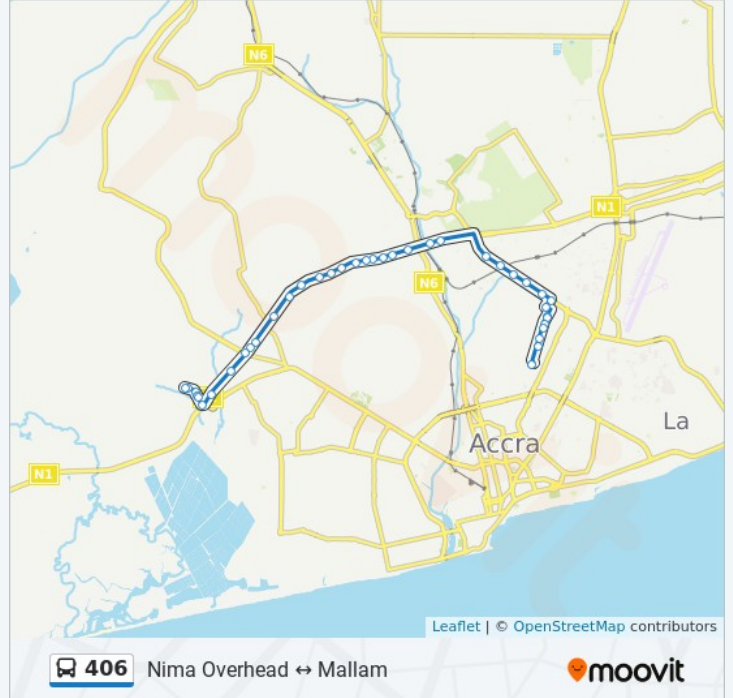 N6
N1
N6
Accra
La
N1
Leaflet | © OpenStreetMap contributors
406 Nima Overhead ↔ Mallam
moovit